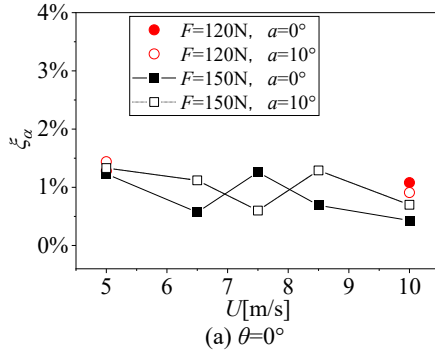 4%
3%
2%
1%
0%
ξα
F=120N, a=0°
F=120N, a=10°
F=150N, a=0°
F=150N, a=10°
5 6 7 8 9 10
U[m/s]
(a) θ=0°